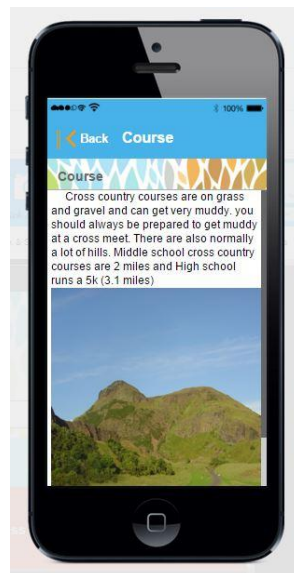 100%
Back Course
Course
Cross country courses are on grass
and gravel and can get very muddy. you
should always be prepared to get muddy
at a cross meet. There are also normally
a lot of hills. Middle school cross country
courses are 2 miles and High school
runs a 5k (3.1 miles)